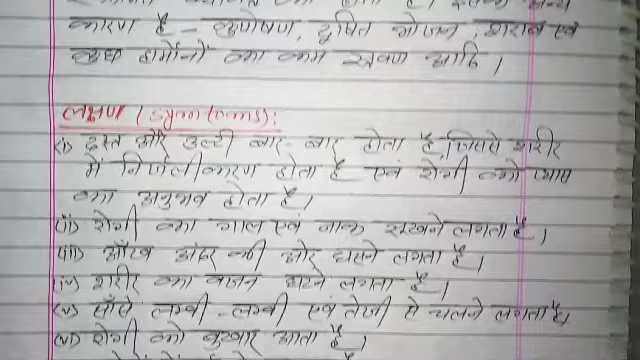 कारण है - कुपोषण, दुषित भोजन, शराब एवं
कुछ हार्मोनों का कम स्त्रवण आदि।
लक्षण (Symptoms):
(i) दस्त और उल्टी बार-बार होता है, जिससे शरीर
में निर्जलीकरण होता है एवं रोगी को प्यास
का अनुभव होता है।
(ii) रोगी का गाल एवं नाक सुखने लगता है।
(iii) आँख अंदर की ओर धसने लगता है।
(iv) शरीर का वजन घटने लगता है।
(v) साँसे लम्बी-लम्बी एवं तेजी से चलने लगता है।
(vi) रोगी को बुखार आता है।